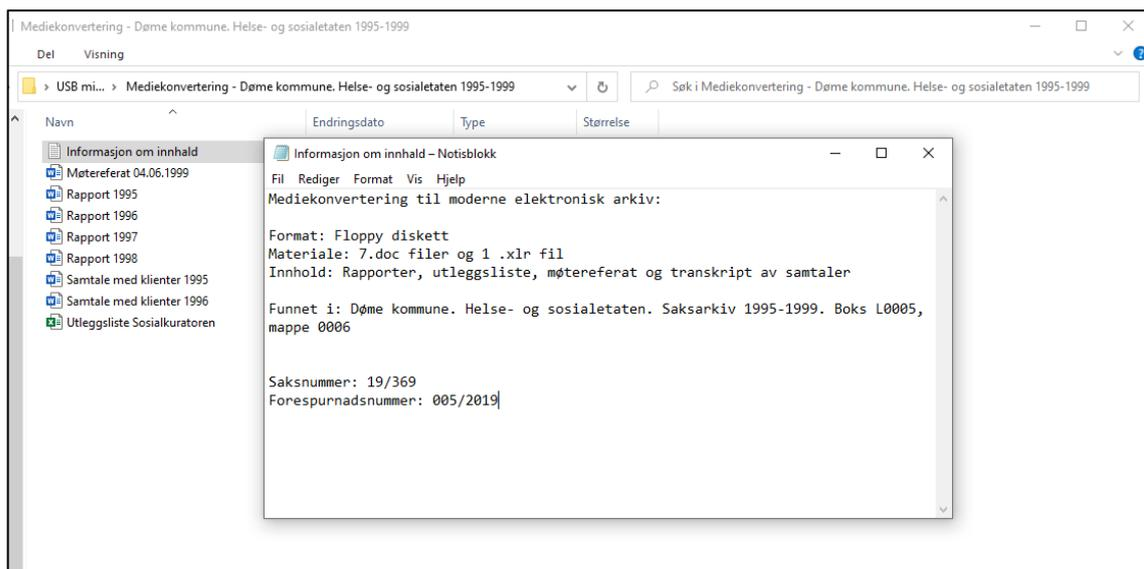 Mediekonvertering - Døme kommune. Helse- og sosialetaten 1995-1999
Del Visning
USB mi... › Mediekonvertering - Døme kommune. Helse- og sosialetaten 1995-1999
Søk i Mediekonvertering - Døme kommune. Helse- og sosialetaten 1995-1999
Navn Endringsdato Type Størrelse
Informasjon om innhald
Møtereferat 04.06.1999
Rapport 1995
Rapport 1996
Rapport 1997
Rapport 1998
Samtale med klienter 1995
Samtale med klienter 1996
Utleggsliste Sosialkuratoren
Informasjon om innhald – Notisblokk
Fil Rediger Format Vis Hjelp
Mediekonvertering til moderne elektronisk arkiv:
Format: Floppy diskett
Materiale: 7.doc filer og 1 .xlr fil
Innhold: Rapporter, utleggsliste, møtereferat og transkript av samtaler
Funnet i: Døme kommune. Helse- og sosialetaten. Saksarkiv 1995-1999. Boks L0005,
mappe 0006
Saksnummer: 19/369
Forespurnadsnummer: 005/2019